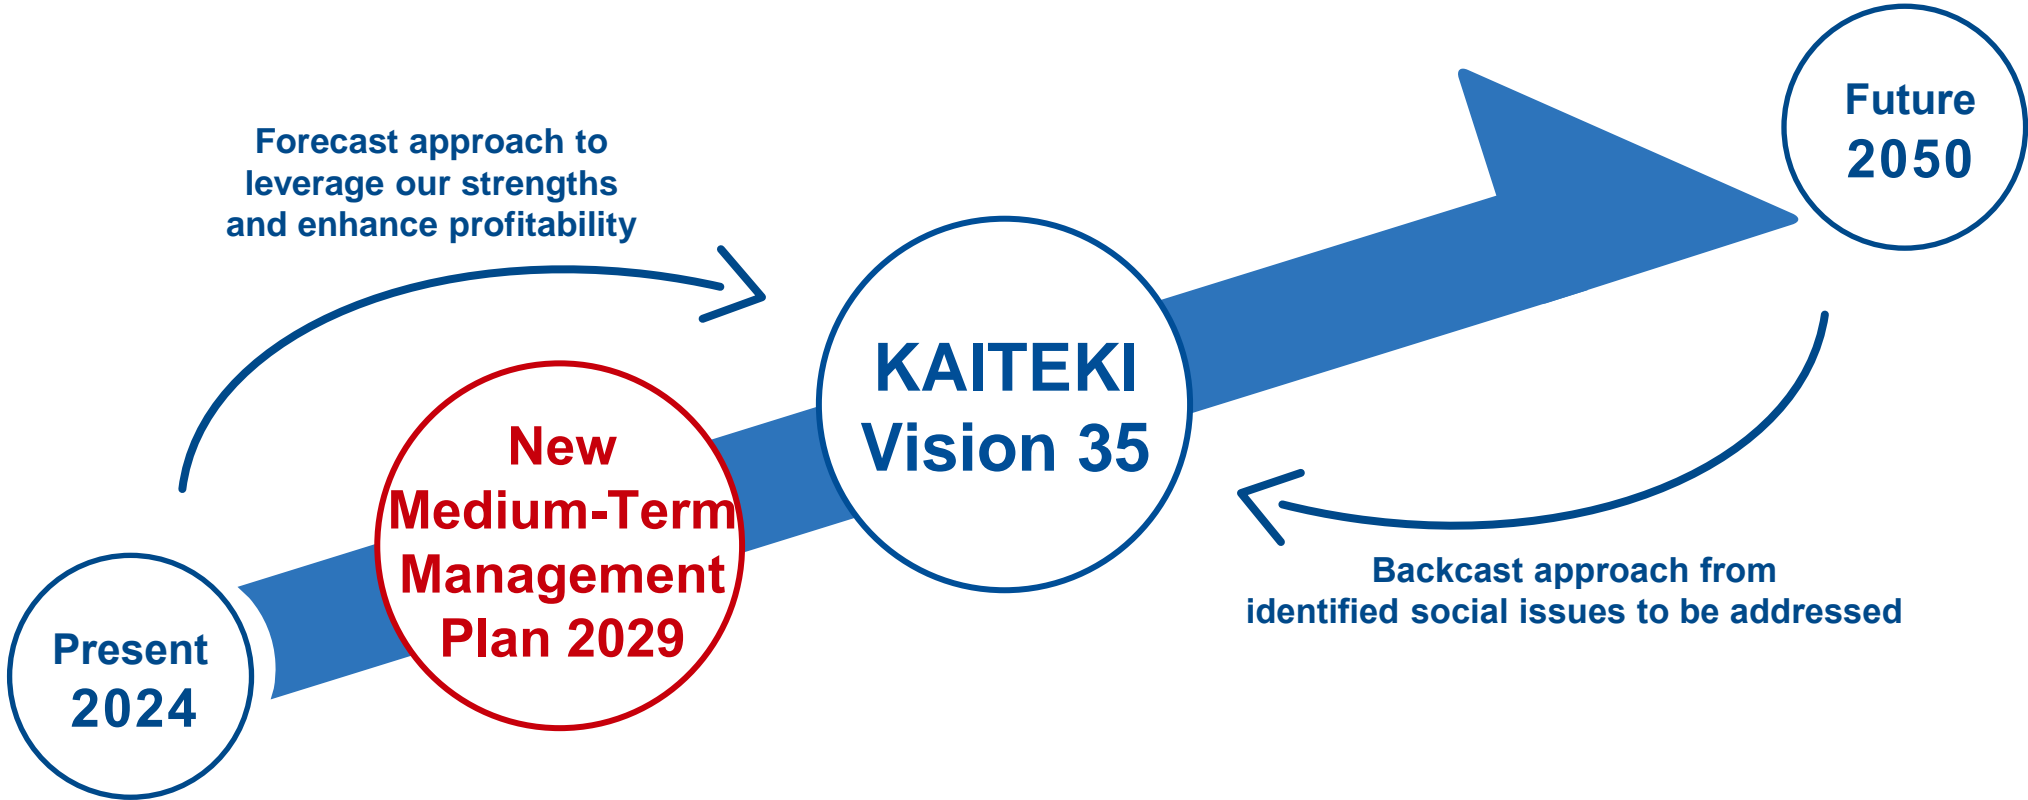 Forecast approach to
leverage our strengths
and enhance profitability
Present
2024
New
Medium-Term
Management
Plan 2029
KAITEKI
Vision 35
Future
2050
Backcast approach from
identified social issues to be addressed